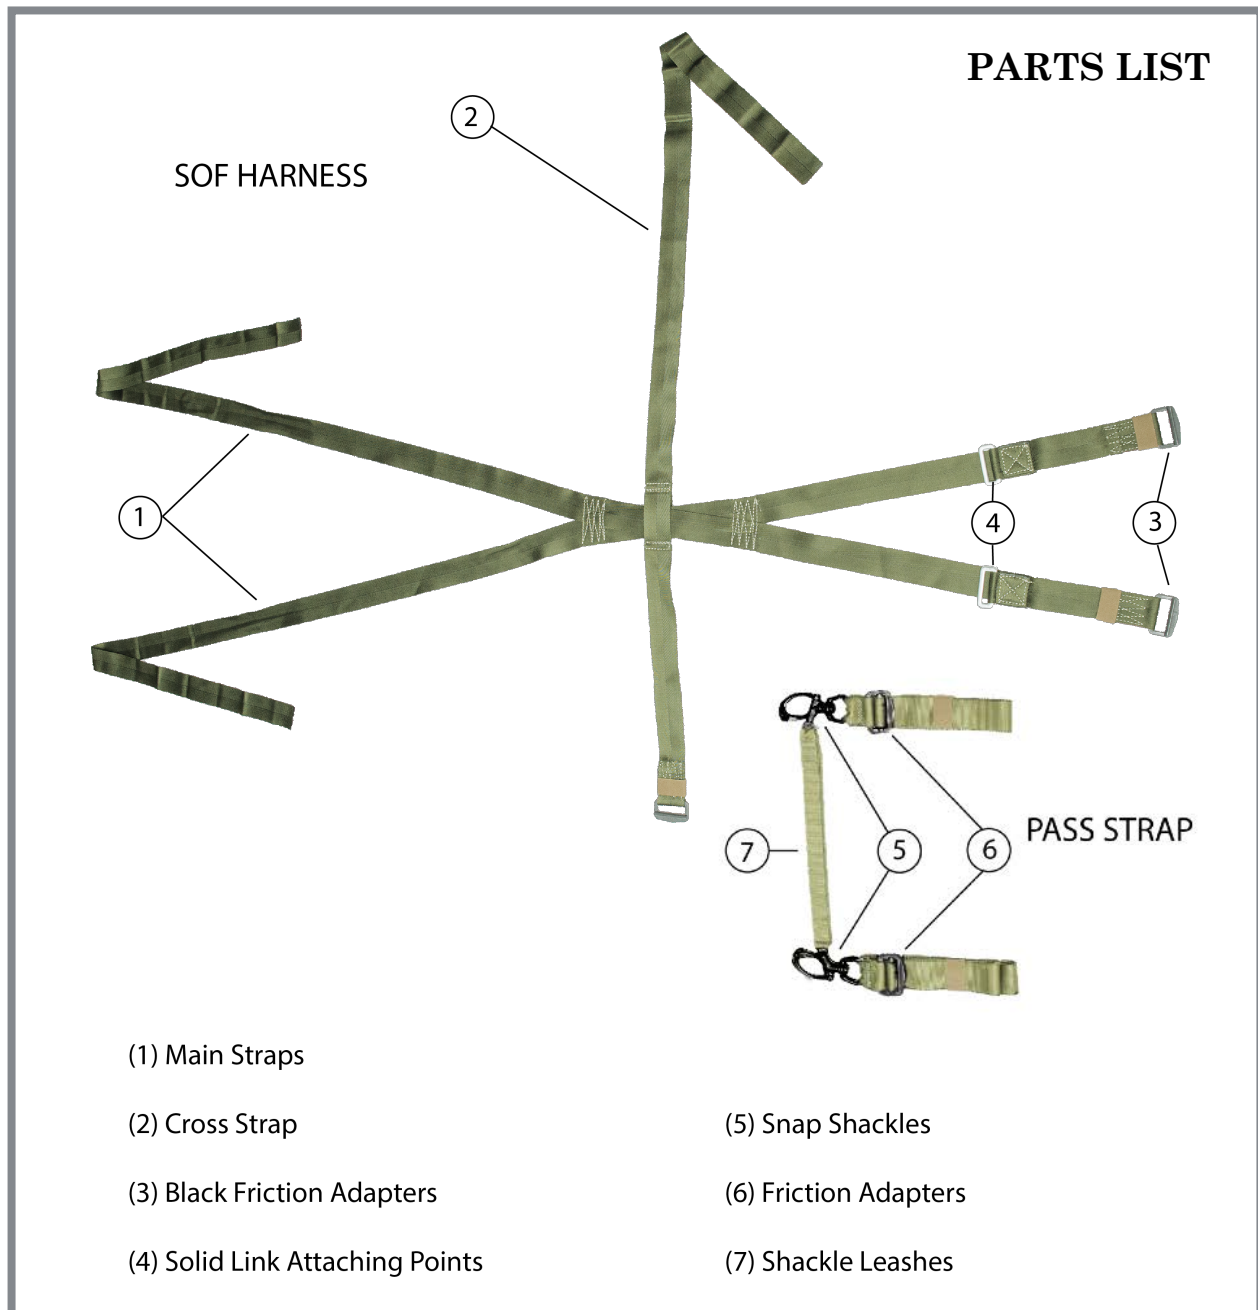 PARTS LIST
2
SOF HARNESS
1
4
3
7
5
6
PASS STRAP
(1) Main Straps
(2) Cross Strap
(3) Black Friction Adapters
(4) Solid Link Attaching Points
(5) Snap Shackles
(6) Friction Adapters
(7) Shackle Leashes